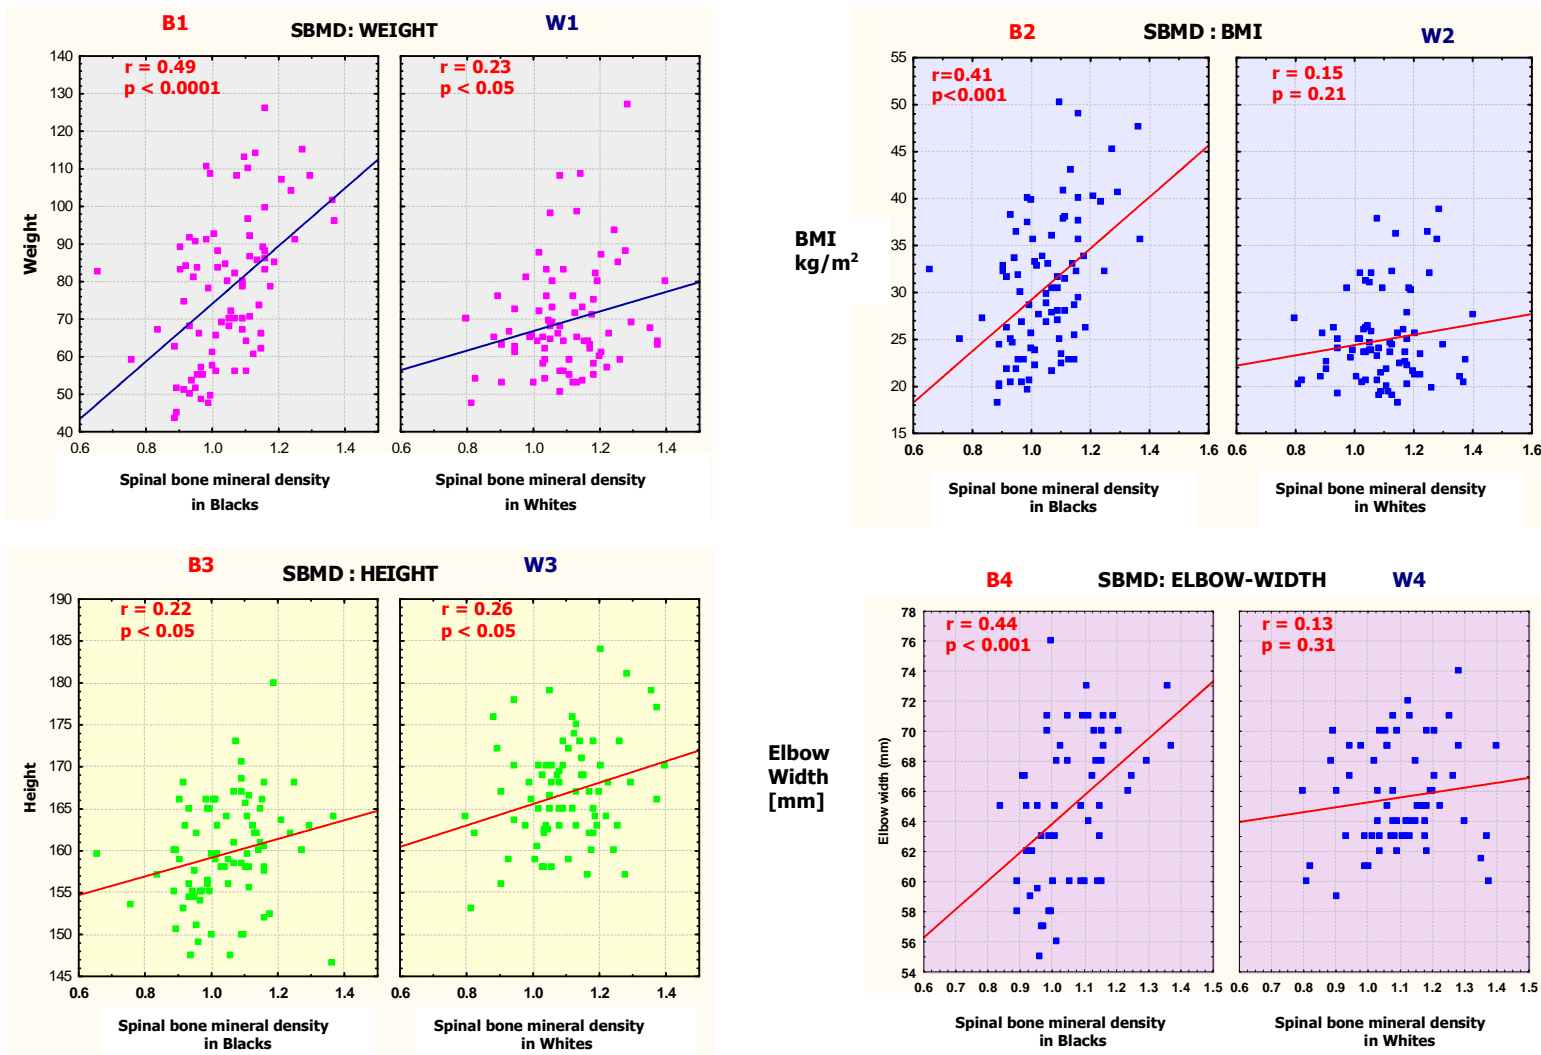 B1
SBMD: WEIGHT
W1
r = 0.49
p < 0.0001
r = 0.23
p < 0.05
Weight
140
130
120
110
100
90
80
70
60
50
40
0.6 0.8 1.0 1.2 1.4
0.6 0.8 1.0 1.2 1.4
Spinal bone mineral density
in Blacks
Spinal bone mineral density
in Whites
B2
SBMD : BMI
W2
r=0.41
p<0.001
r = 0.15
p = 0.21
BMI
kg/m²
55
50
45
40
35
30
25
20
15
0.6 0.8 1.0 1.2 1.4 1.6
0.6 0.8 1.0 1.2 1.4 1.6
Spinal bone mineral density
in Blacks
Spinal bone mineral density
in Whites
B3
SBMD : HEIGHT
W3
r = 0.22
p < 0.05
r = 0.26
p < 0.05
Height
190
185
180
175
170
165
160
155
150
145
0.6 0.8 1.0 1.2 1.4
0.6 0.8 1.0 1.2 1.4
Spinal bone mineral density
in Blacks
Spinal bone mineral density
in Whites
B4
SBMD: ELBOW-WIDTH
W4
r = 0.44
p < 0.001
r = 0.13
p = 0.31
Elbow
Width
[mm]
Elbow width (mm)
78
76
74
72
70
68
66
64
62
60
58
56
54
0.6 0.7 0.8 0.9 1.0 1.1 1.2 1.3 1.4 1.5
0.6 0.7 0.8 0.9 1.0 1.1 1.2 1.3 1.4 1.5
Spinal bone mineral density
in Blacks
Spinal bone mineral density
in Whites